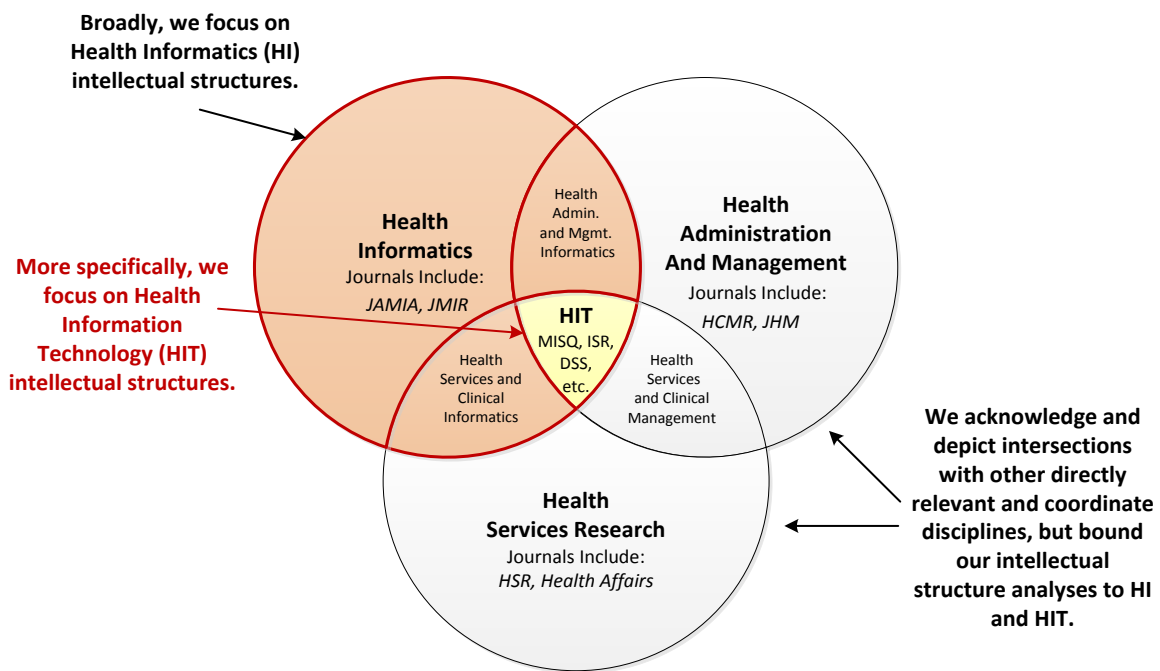 Broadly, we focus on
Health Informatics (HI)
intellectual structures.
Health
Admin.
and Mgmt.
Informatics
Health
Informatics
Journals Include:
JAMIA, JMIR
Health
Administration
And Management
Journals Include:
HCMR, JHM
More specifically, we
focus on Health
Information
Technology (HIT)
intellectual structures.
HIT
MISQ, ISR,
DSS,
etc.
Health
Services and
Clinical
Informatics
Health
Services
and Clinical
Management
We acknowledge and
depict intersections
with other directly
relevant and coordinate
disciplines, but bound
our intellectual
structure analyses to HI
and HIT.
Health
Services Research
Journals Include:
HSR, Health Affairs